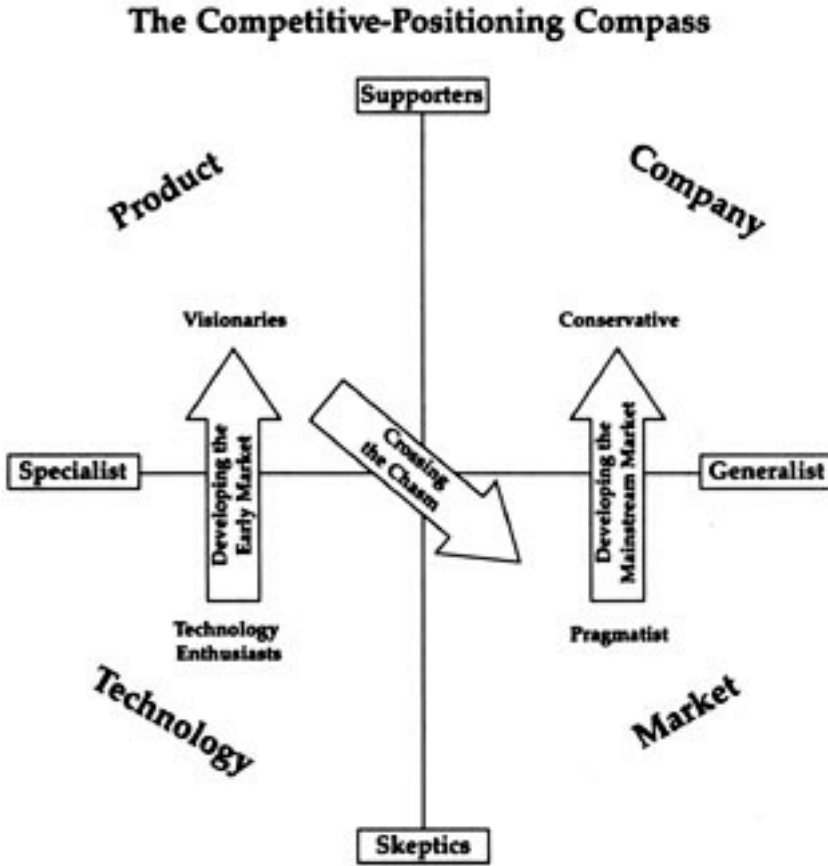 The Competitive-Positioning Compass
Supporters
Product
Company
Visionaries
Conservative
Crossing
the Chasm
Developing the
Early Market
Developing the
Mainstream Market
Specialist
Generalist
Technology
Enthusiasts
Pragmatist
Technology
Market
Skeptics